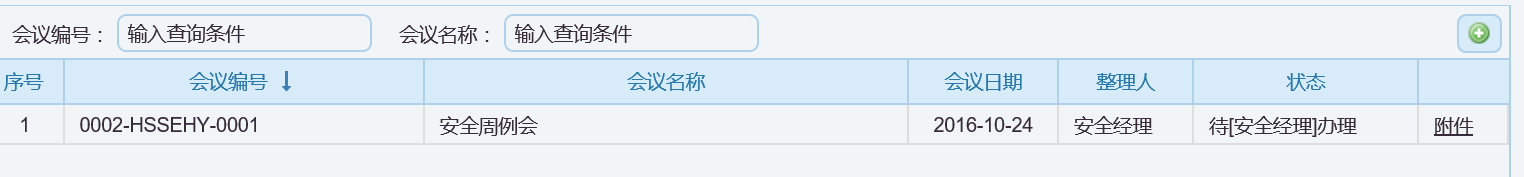 会议编号： 输入查询条件 会议名称： 输入查询条件
序号 会议编号 会议名称 会议日期 整理人 状态
1 0002-HSSEHY-0001 安全周例会 2016-10-24 安全经理 待[安全经理]办理 附件